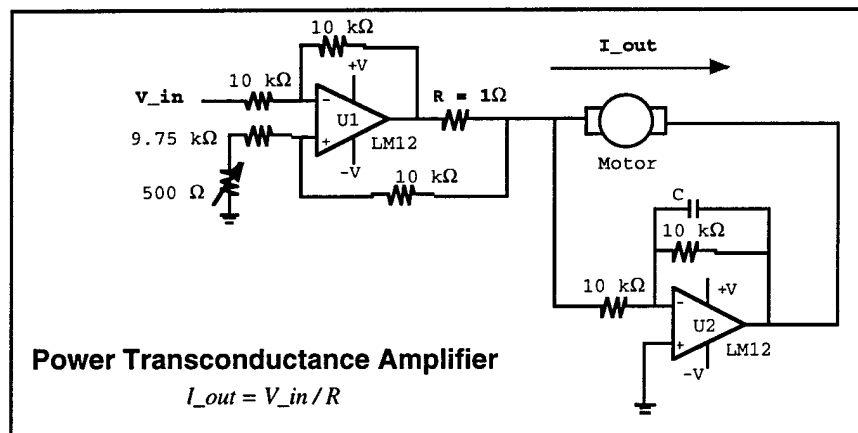 10 kΩ
I_out
+V
10 kΩ
V_in
-
R = 1Ω
U1
9.75 kΩ
+
LM12
Motor
-V
10 kΩ
500 Ω
C
10 kΩ
10 kΩ
+V
-
U2
+
LM12
-V
Power Transconductance Amplifier
I_out = V_in / R